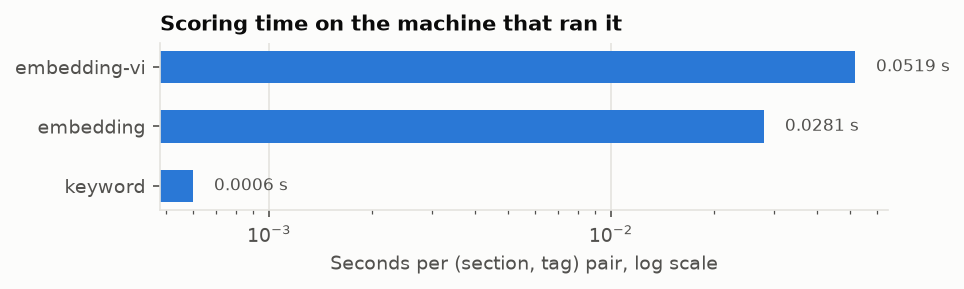 Scoring time on the machine that ran it
embedding-vi
0.0519 s
embedding
0.0281 s
keyword
0.0006 s
10⁻³
10⁻²
Seconds per (section, tag) pair, log scale